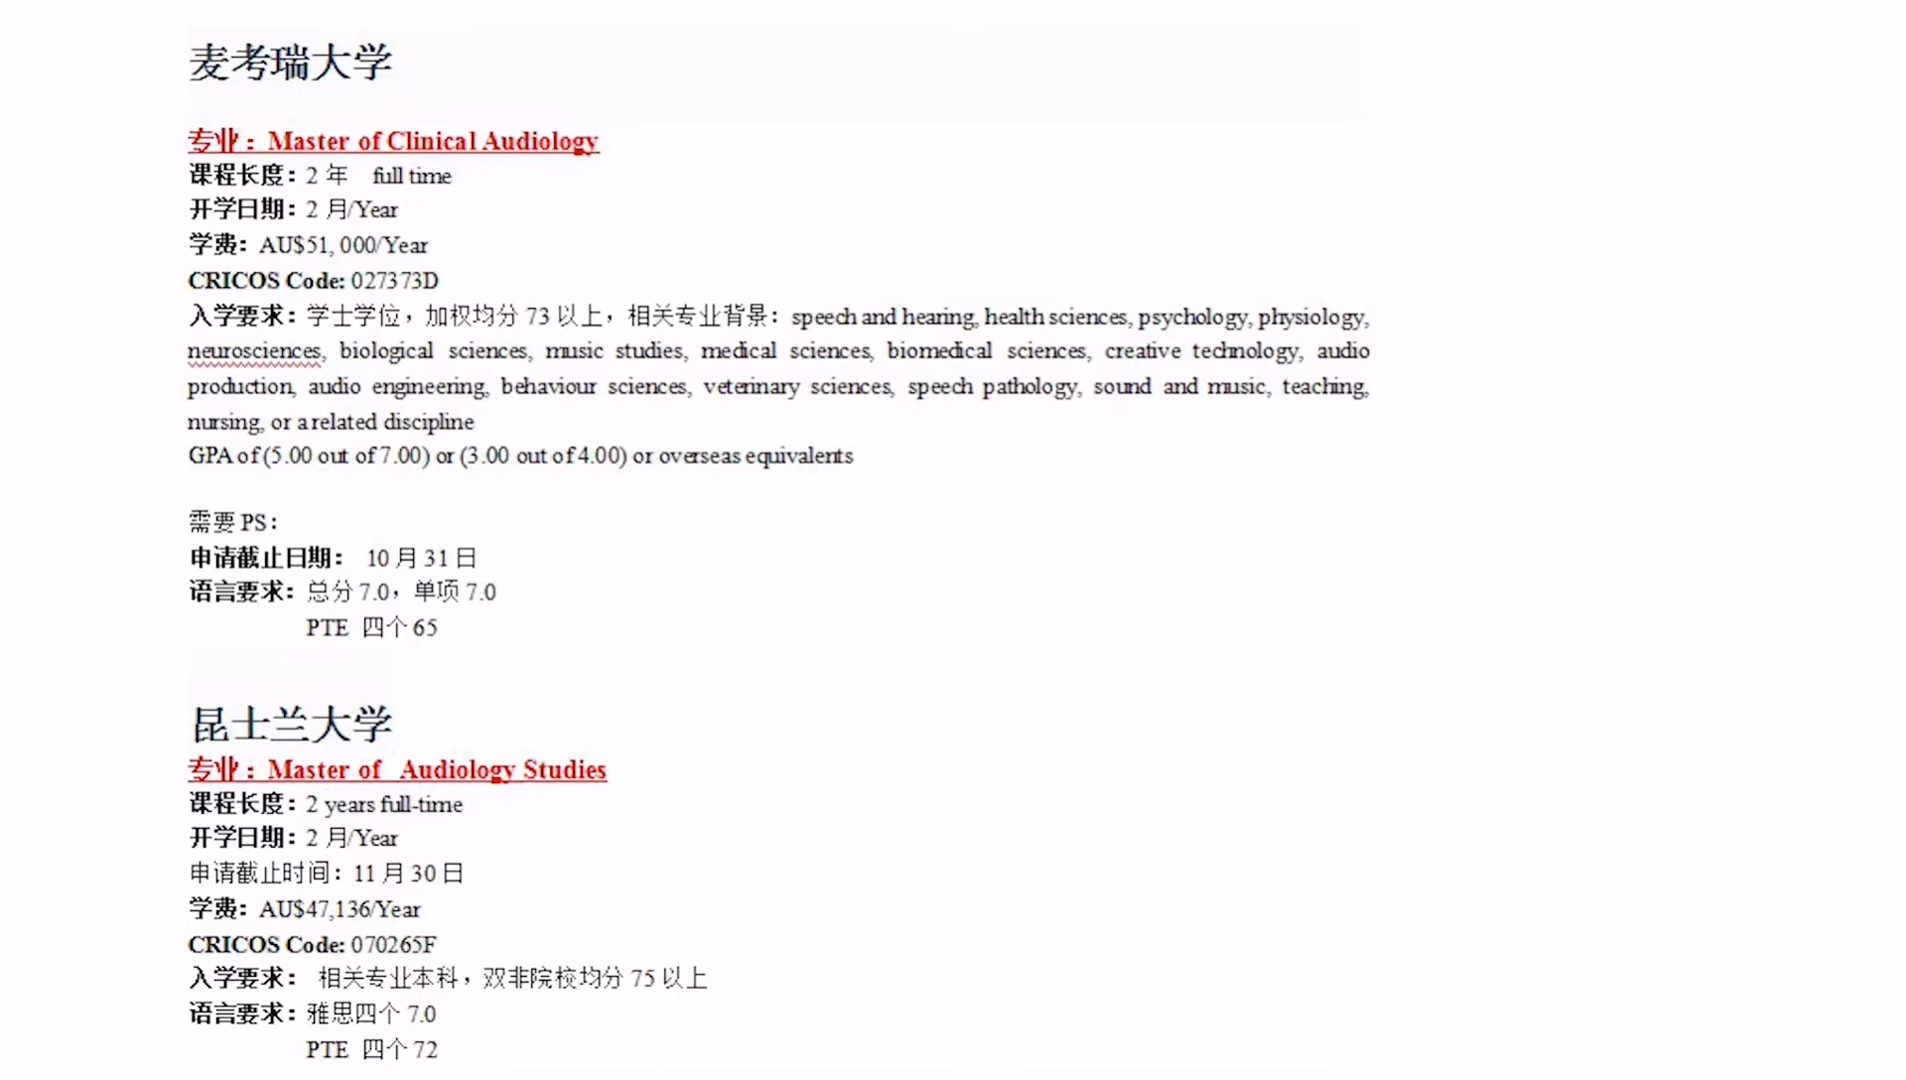 麦考瑞大学
专业：Master of Clinical Audiology
课程长度：2 年 full time
开学日期：2 月/Year
学费：AU$51, 000/Year
CRICOS Code: 027373D
入学要求：学士学位，加权均分 73 以上，相关专业背景：speech and hearing, health sciences, psychology, physiology,
neurosciences, biological sciences, music studies, medical sciences, biomedical sciences, creative technology, audio
production, audio engineering, behaviour sciences, veterinary sciences, speech pathology, sound and music, teaching,
nursing, or a related discipline
GPA of (5.00 out of 7.00) or (3.00 out of 4.00) or overseas equivalents
需要 PS：
申请截止日期： 10 月 31 日
语言要求：总分 7.0，单项 7.0
PTE 四个 65
昆士兰大学
专业：Master of Audiology Studies
课程长度：2 years full-time
开学日期：2 月/Year
申请截止时间：11 月 30 日
学费：AU$47,136/Year
CRICOS Code: 070265F
入学要求： 相关专业本科，双非院校均分 75 以上
语言要求：雅思四个 7.0
PTE 四个 72